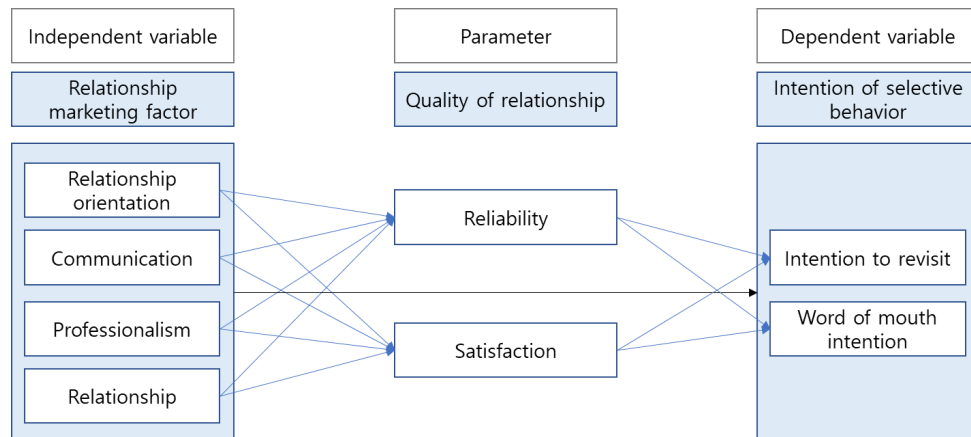 Independent variable
Parameter
Dependent variable
Relationship
marketing factor
Quality of relationship
Intention of selective
behavior
Relationship
orientation
Communication
Professionalism
Relationship
Reliability
Satisfaction
Intention to revisit
Word of mouth
intention